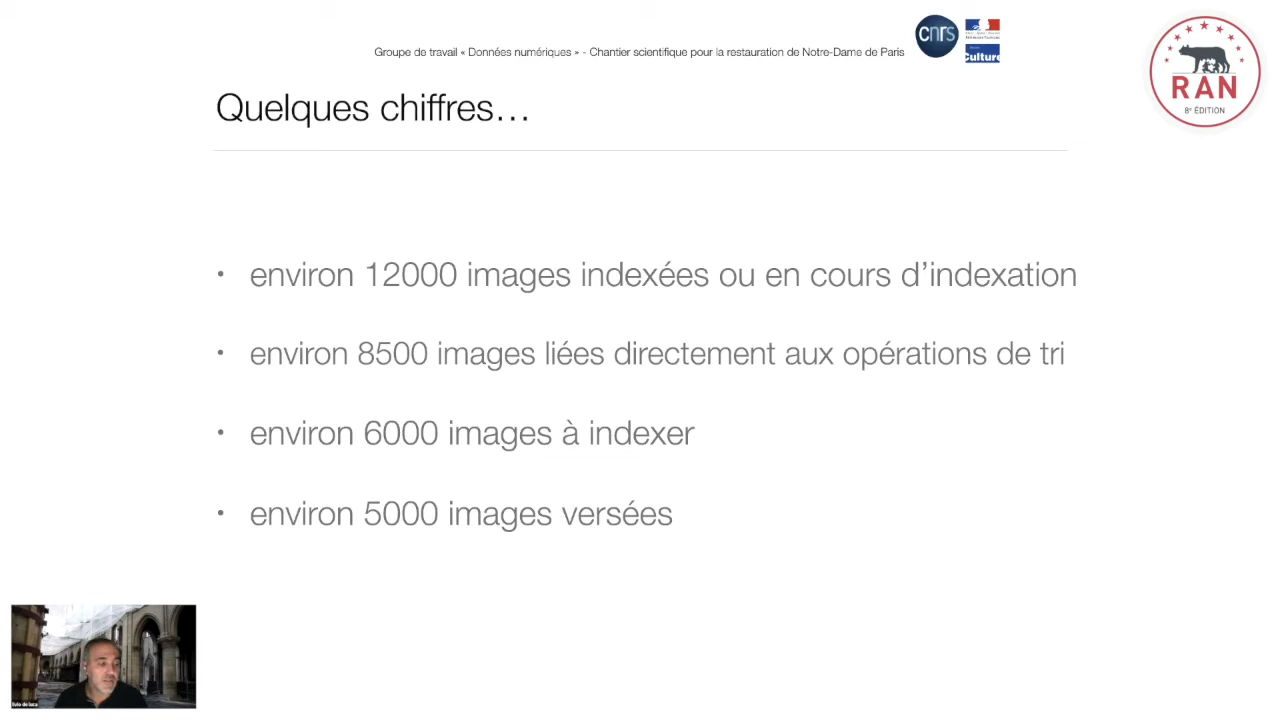 Groupe de travail « Données numériques » - Chantier scientifique pour la restauration de Notre-Dame de Paris
cnrs
Culture
RAN
8e ÉDITION
Quelques chiffres…
• environ 12000 images indexées ou en cours d’indexation
• environ 8500 images liées directement aux opérations de tri
• environ 6000 images à indexer
• environ 5000 images versées